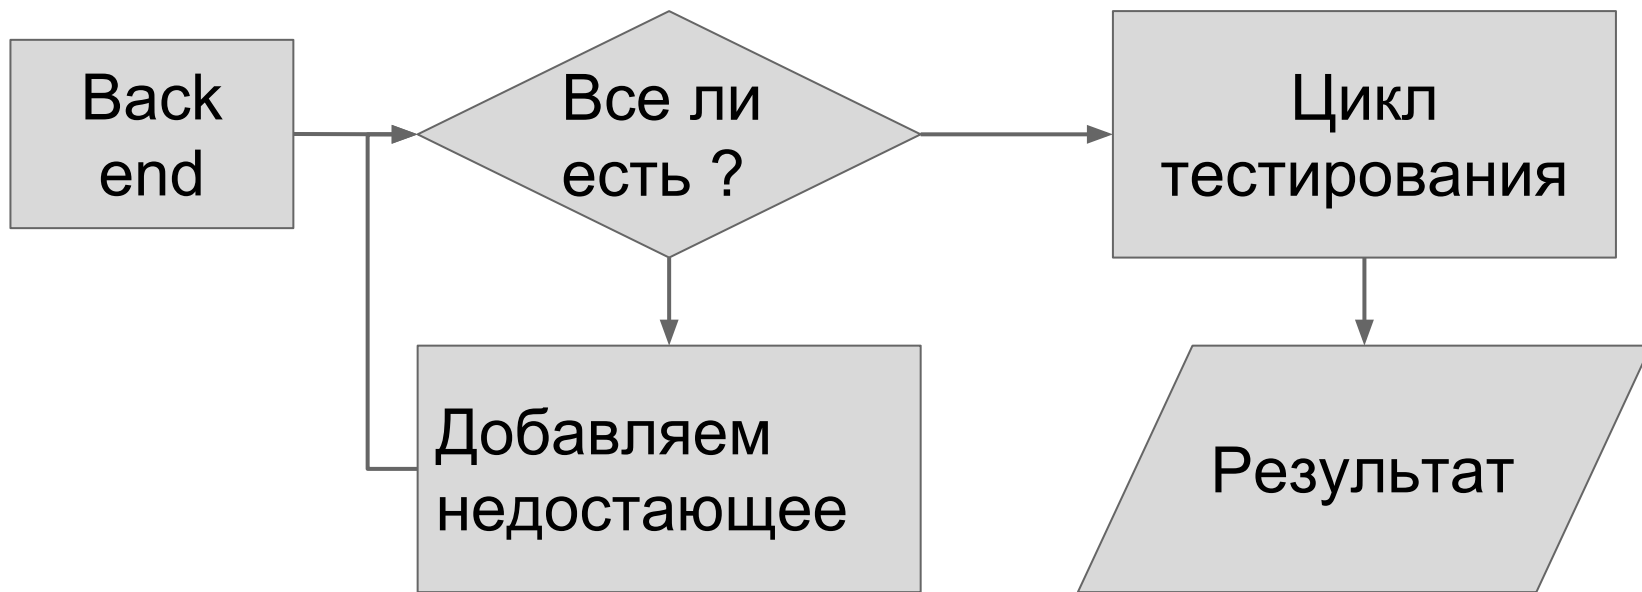 Back
end
Все ли
есть ?
Цикл
тестирования
Добавляем
недостающее
Результат